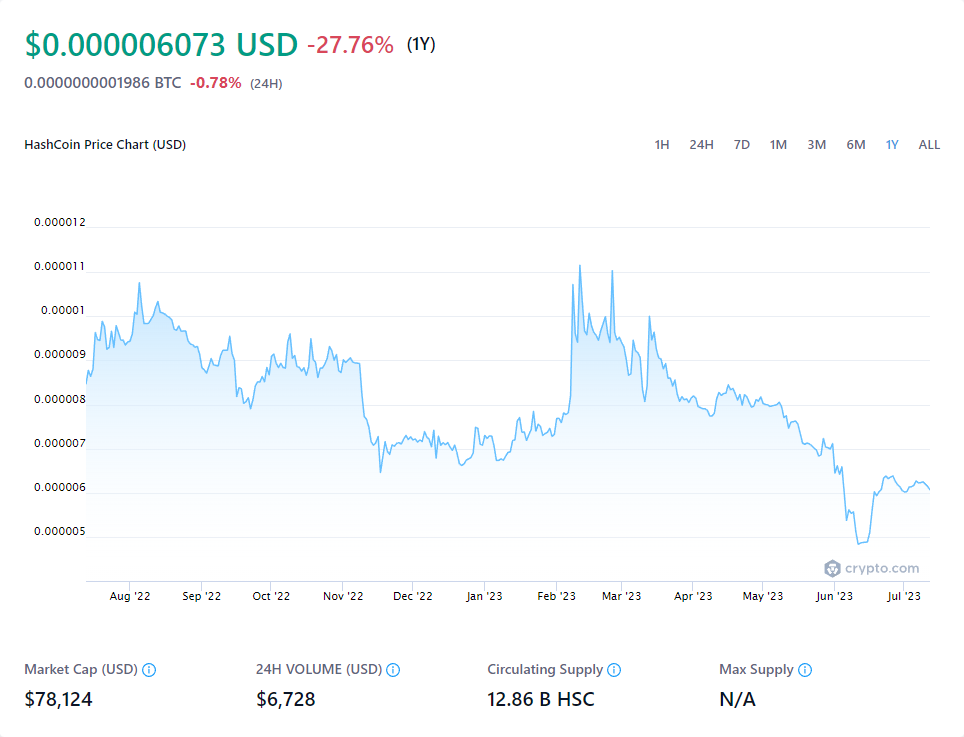 $0.000006073 USD -27.76% (1Y)
0.0000000001986 BTC -0.78% (24H)
HashCoin Price Chart (USD) 1H 24H 7D 1M 3M 6M 1Y ALL
0.000012
0.000011
0.00001
0.000009
0.000008
0.000007
0.000006
0.000005
crypto.com
Aug '22 Sep '22 Oct '22 Nov '22 Dec '22 Jan '23 Feb '23 Mar '23 Apr '23 May '23 Jun '23 Jul '23
Market Cap (USD) 24H VOLUME (USD) Circulating Supply Max Supply
$78,124 $6,728 12.86 B HSC N/A